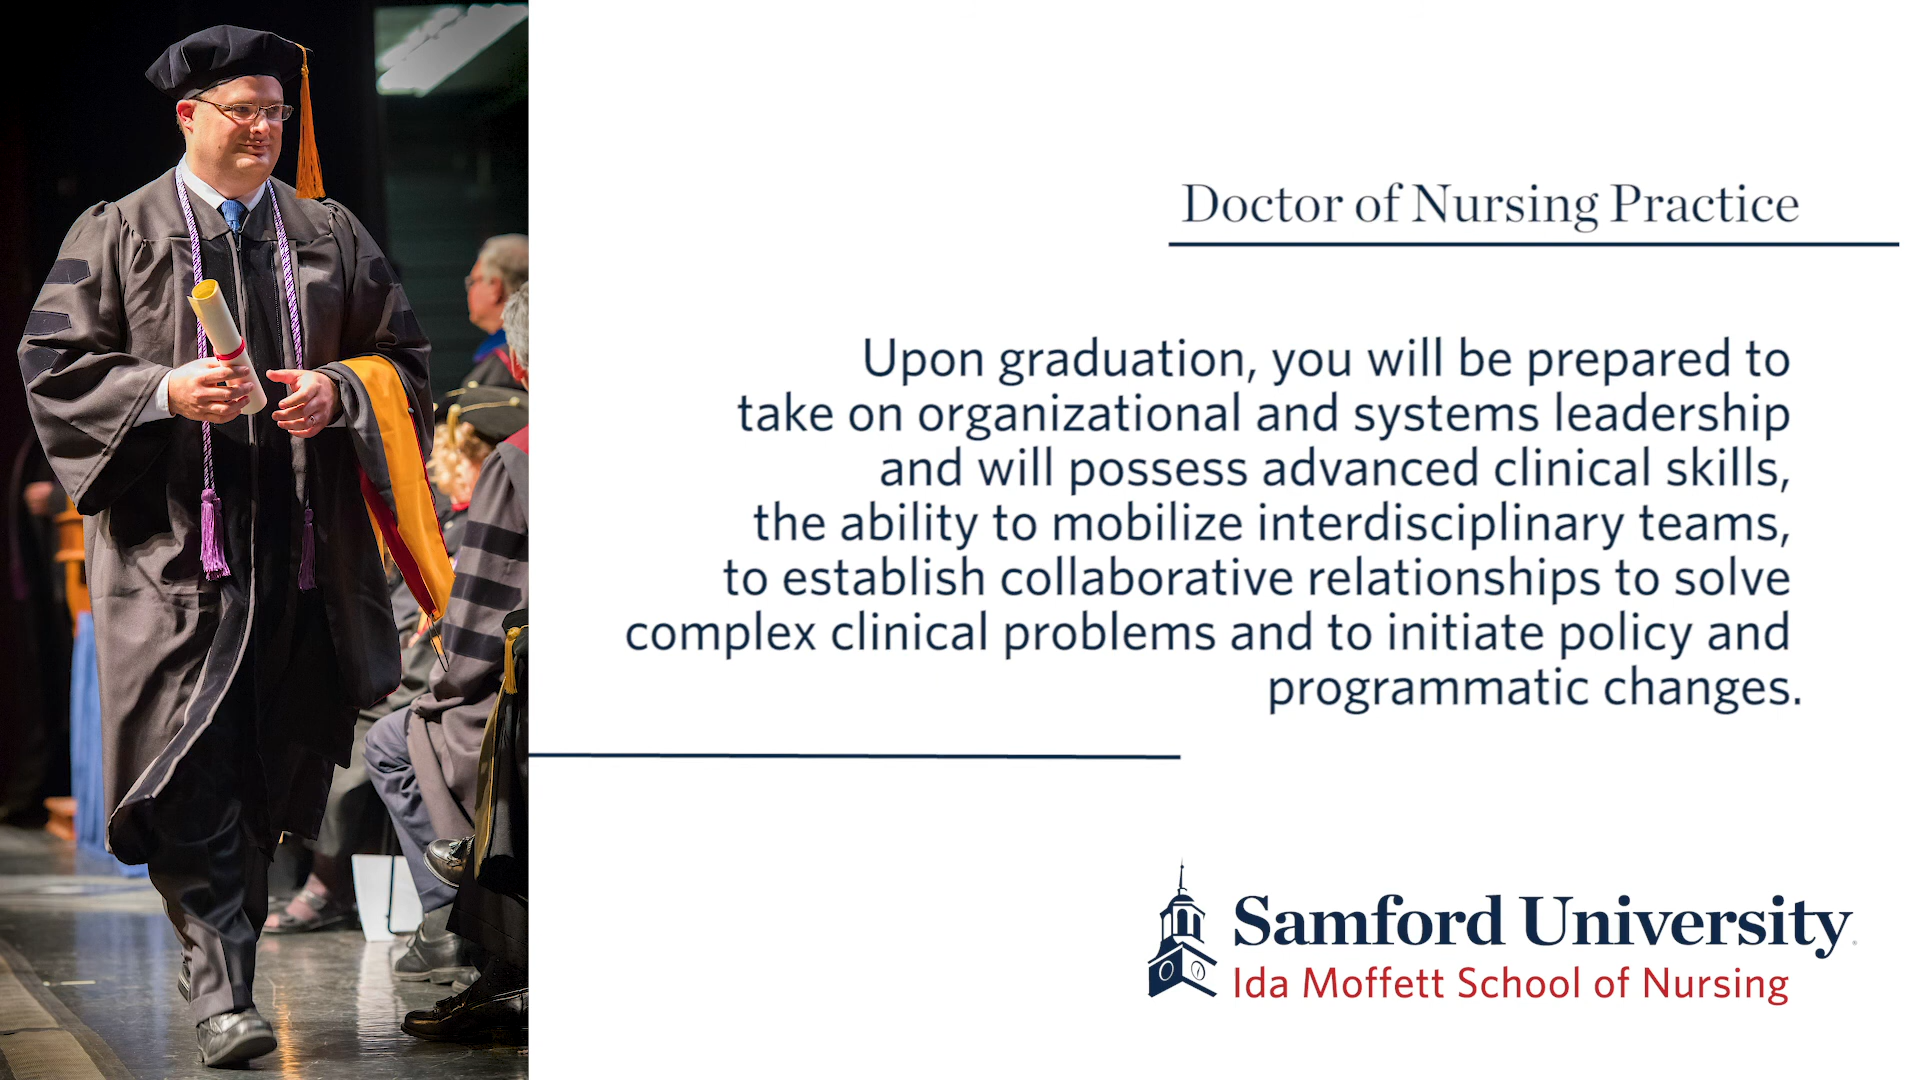 Doctor of Nursing Practice
Upon graduation, you will be prepared to
take on organizational and systems leadership
and will possess advanced clinical skills,
the ability to mobilize interdisciplinary teams,
to establish collaborative relationships to solve
complex clinical problems and to initiate policy and
programmatic changes.
Samford University
Ida Moffett School of Nursing